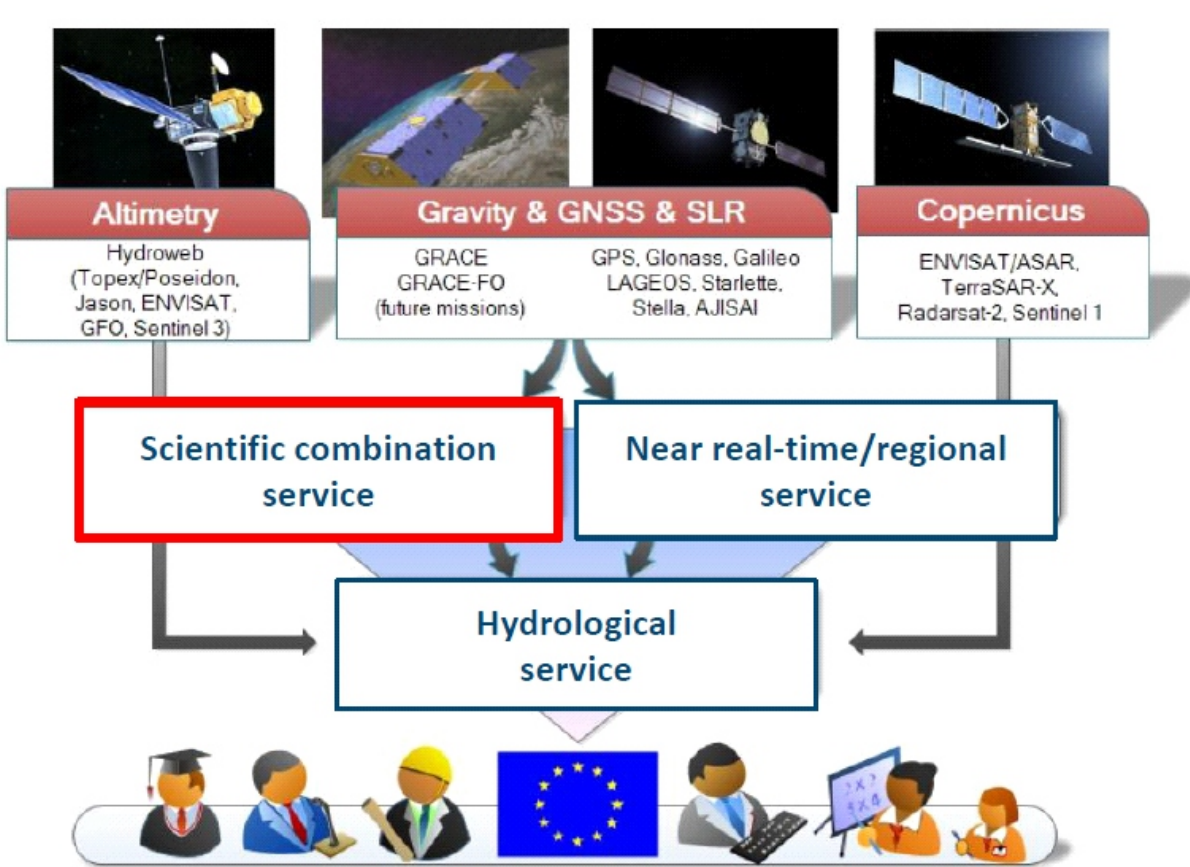 Altimetry
Hydroweb
(Topex/Poseidon,
Jason, ENVISAT,
GFO, Sentinel 3)
Gravity & GNSS & SLR
GRACE
GRACE-FO
(future missions)
GPS, Glonass, Galileo
LAGEOS, Starlette,
Stella, AJISAI
Copernicus
ENVISAT/ASAR,
TerraSAR-X,
Radarsat-2, Sentinel 1
Scientific combination
service
Near real-time/regional
service
Hydrological
service